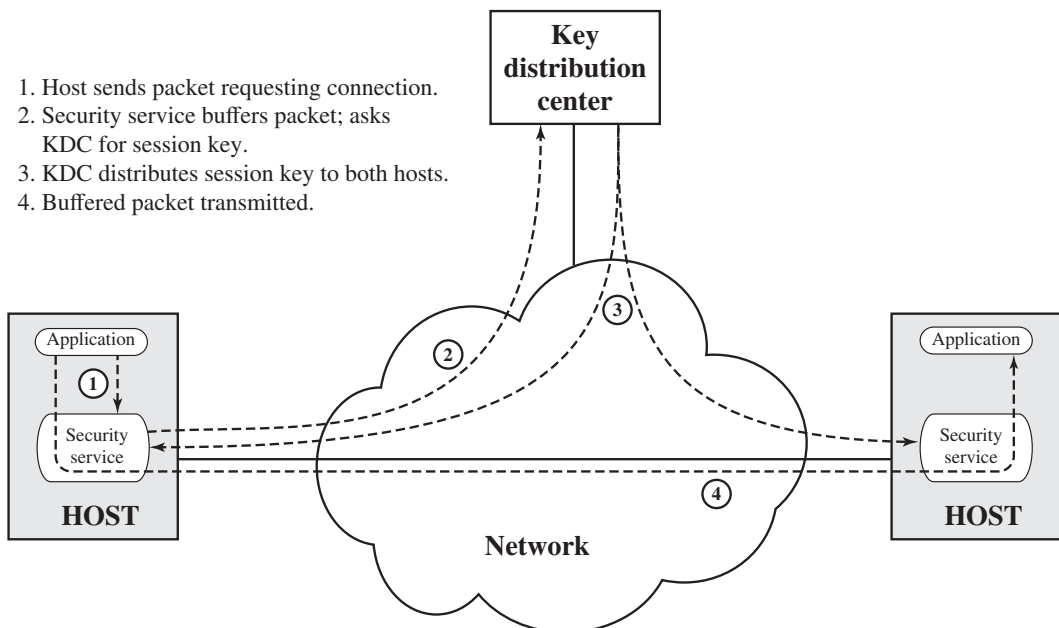 Key
distribution
center
1. Host sends packet requesting connection.
2. Security service buffers packet; asks
KDC for session key.
3. KDC distributes session key to both hosts.
4. Buffered packet transmitted.
3
2
Application
1
Security
service
HOST
Application
Security
service
HOST
4
Network